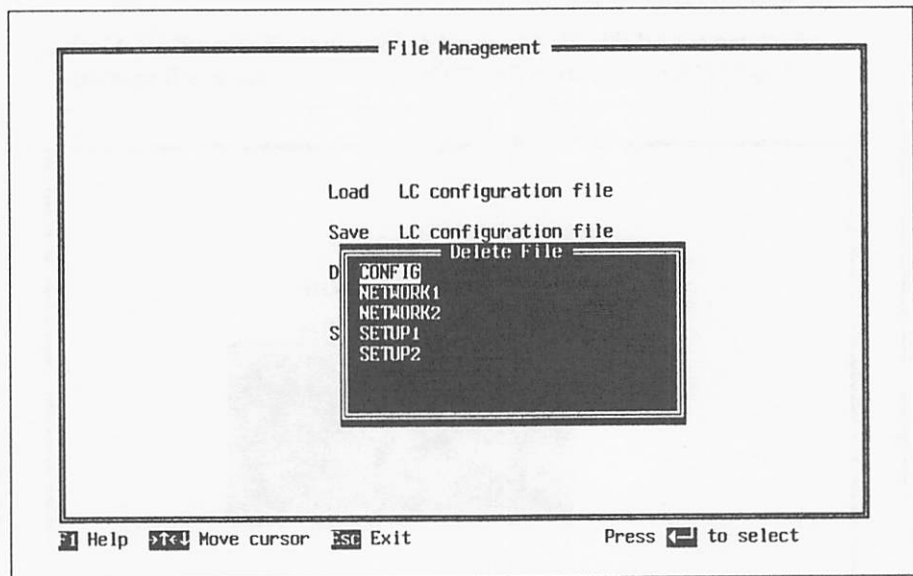 File Management
Load LC configuration file
Save LC configuration file
Delete File
D CONFIG
NETWORK1
NETWORK2
S SETUP1
SETUP2
F1 Help Move cursor Esc Exit Press to select